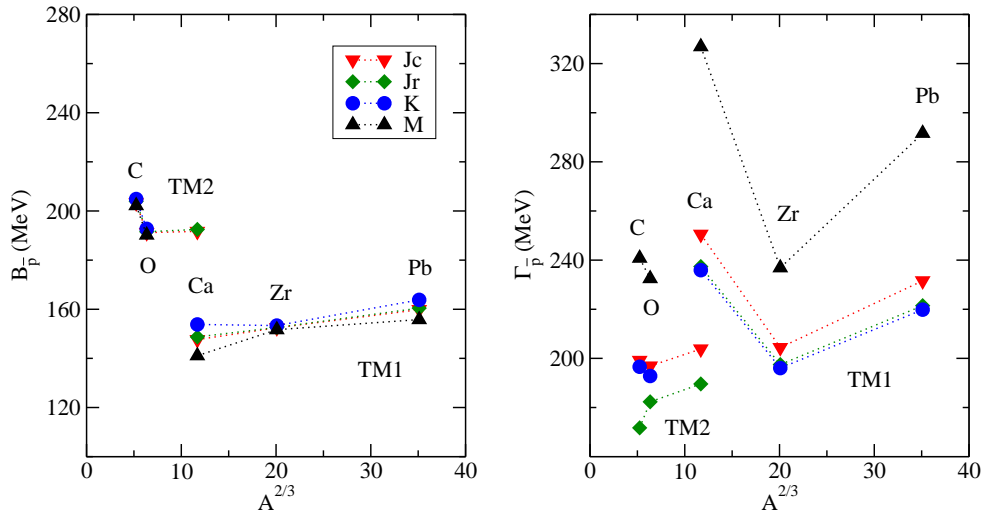 280
240
200
160
120
B_p̄ (MeV)
0
10
20
30
40
A^{2/3}
C
TM2
O
Ca
Zr
Pb
TM1
Jc
Jr
K
M
320
280
240
200
Γ_p̄ (MeV)
0
10
20
30
40
A^{2/3}
Pb
Ca
Zr
C
O
TM1
TM2